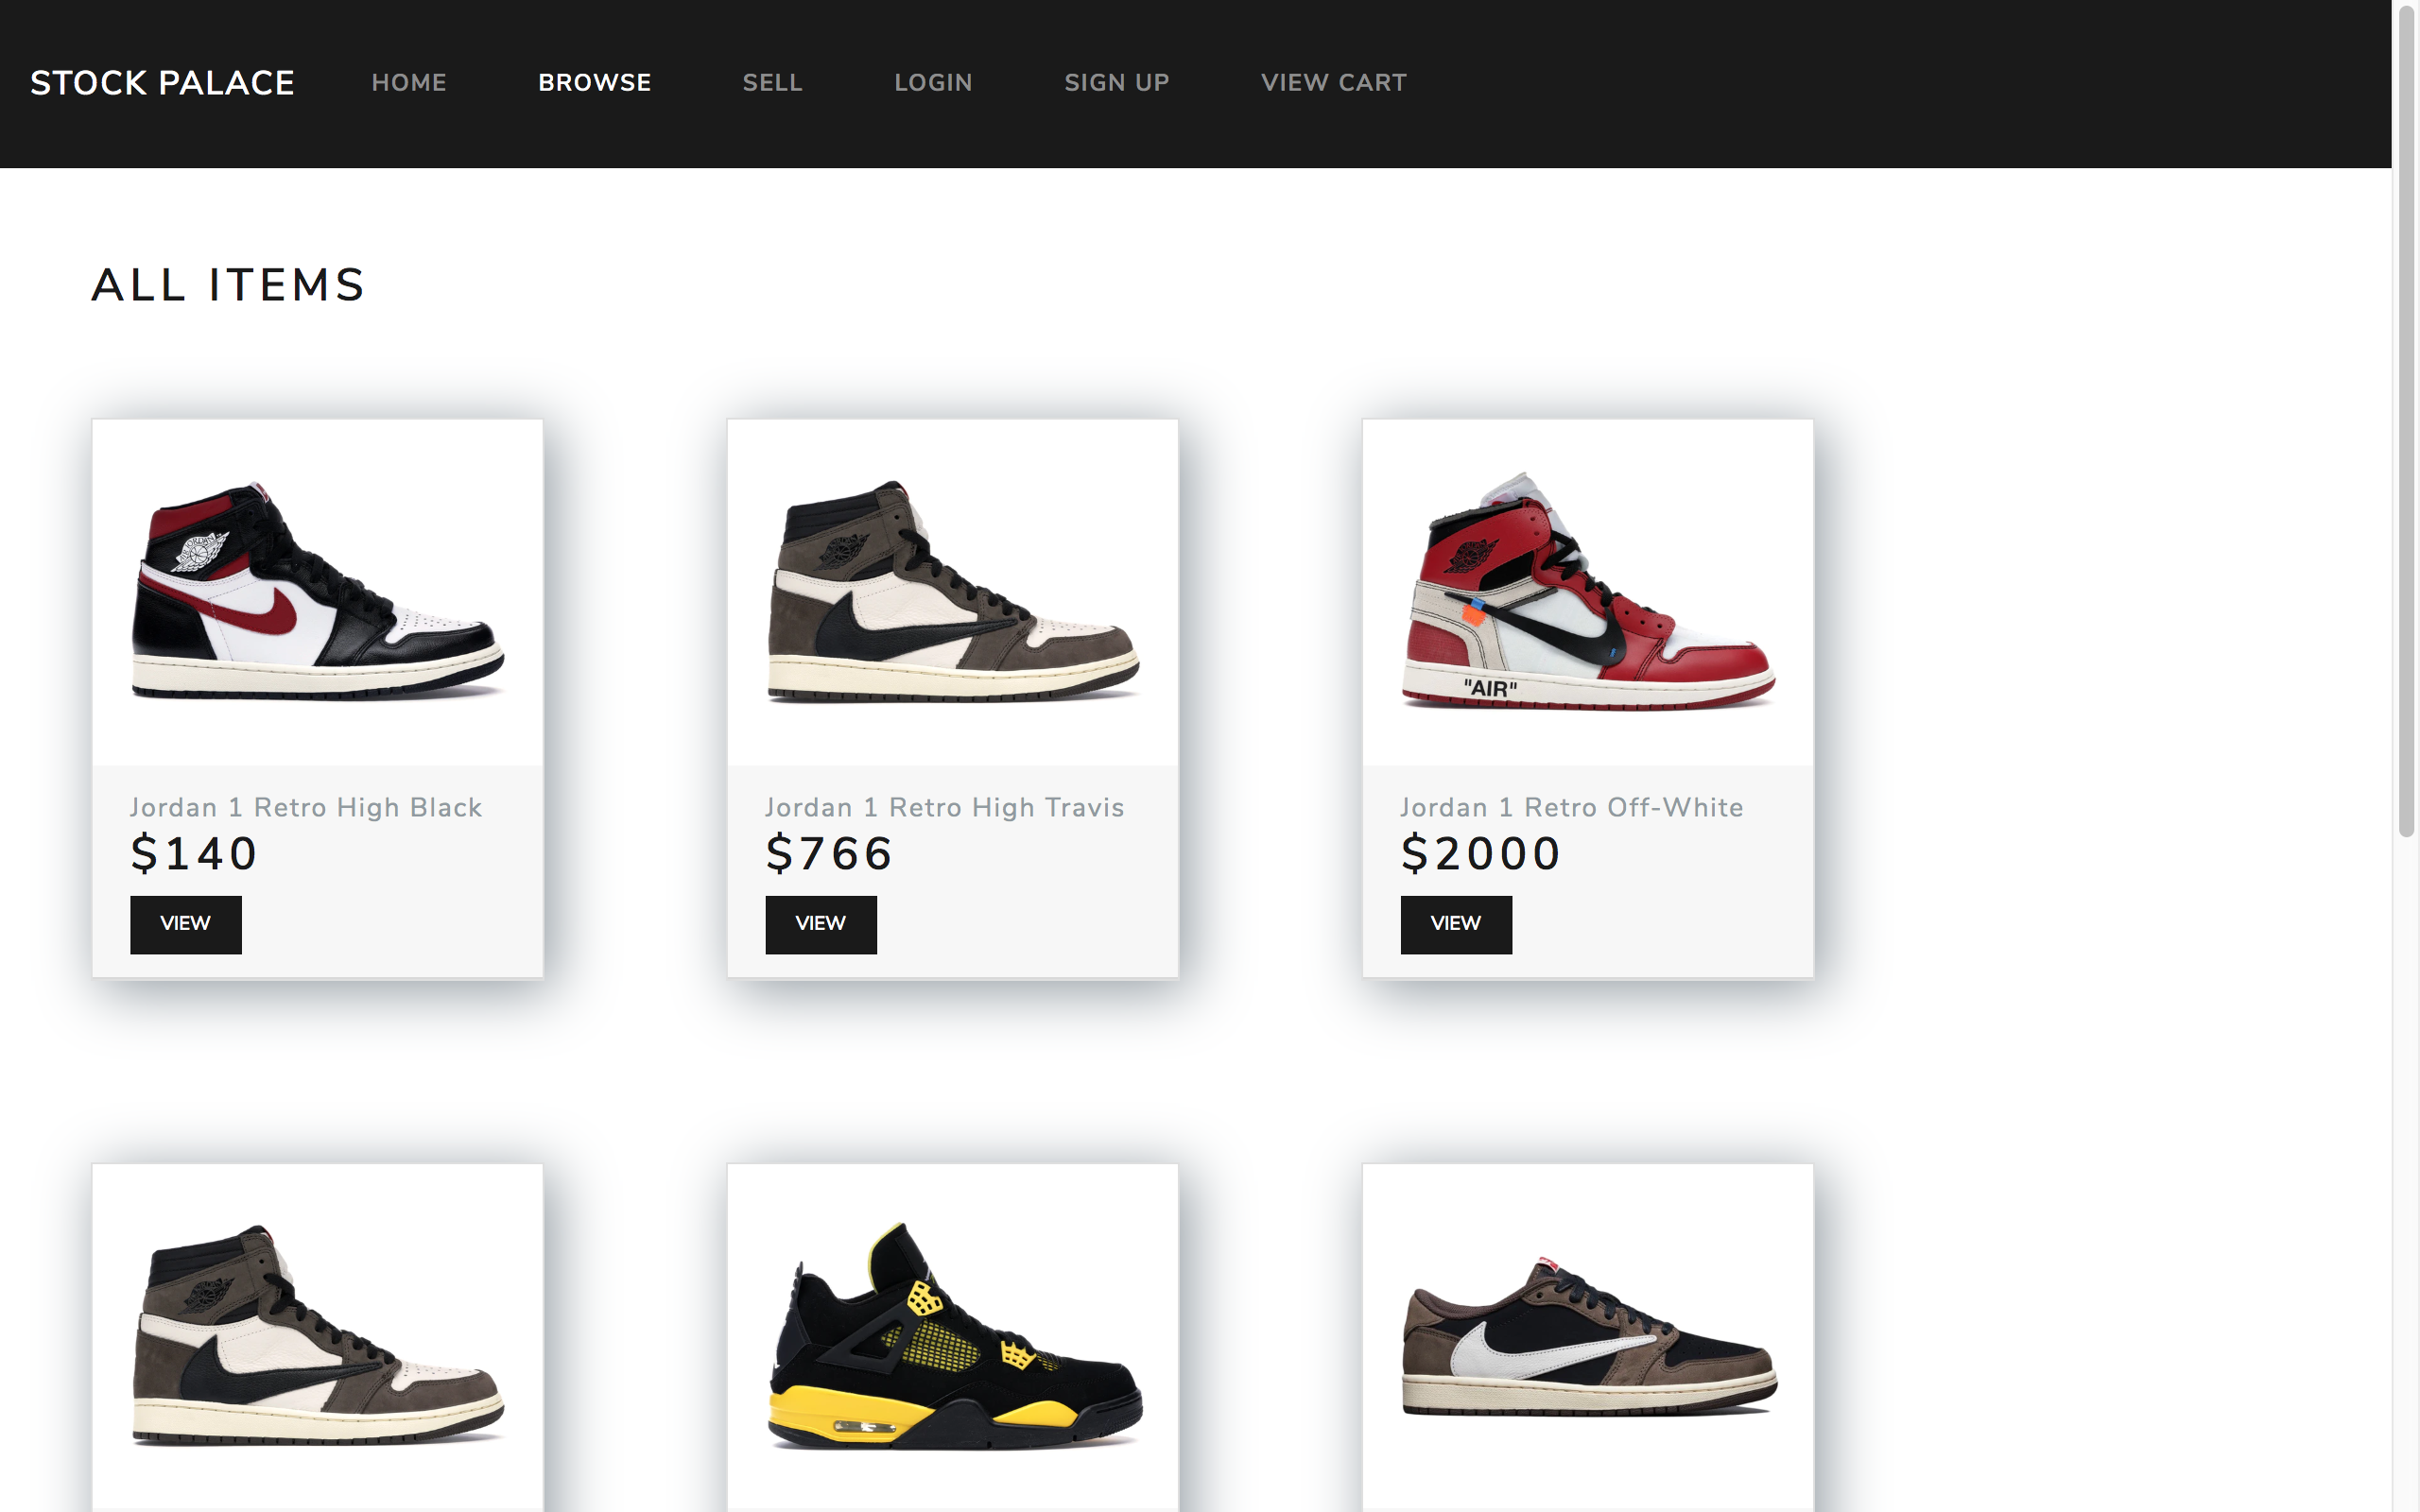 STOCK PALACE HOME BROWSE SELL LOGIN SIGN UP VIEW CART
ALL ITEMS
"AIR"
Jordan 1 Retro High Black
$140
VIEW
Jordan 1 Retro High Travis
$766
VIEW
Jordan 1 Retro Off-White
$2000
VIEW